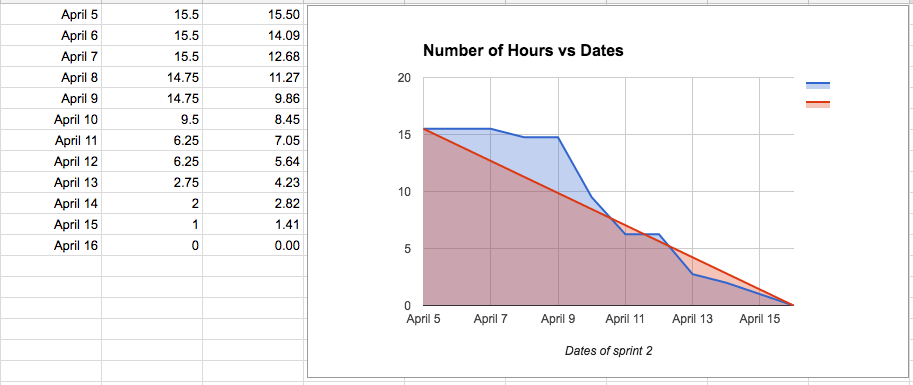 April 5 15.5 15.50
April 6 15.5 14.09
April 7 15.5 12.68
April 8 14.75 11.27
April 9 14.75 9.86
April 10 9.5 8.45
April 11 6.25 7.05
April 12 6.25 5.64
April 13 2.75 4.23
April 14 2 2.82
April 15 1 1.41
April 16 0 0.00
Number of Hours vs Dates
20
15
10
5
0
April 5 April 7 April 9 April 11 April 13 April 15
Dates of sprint 2